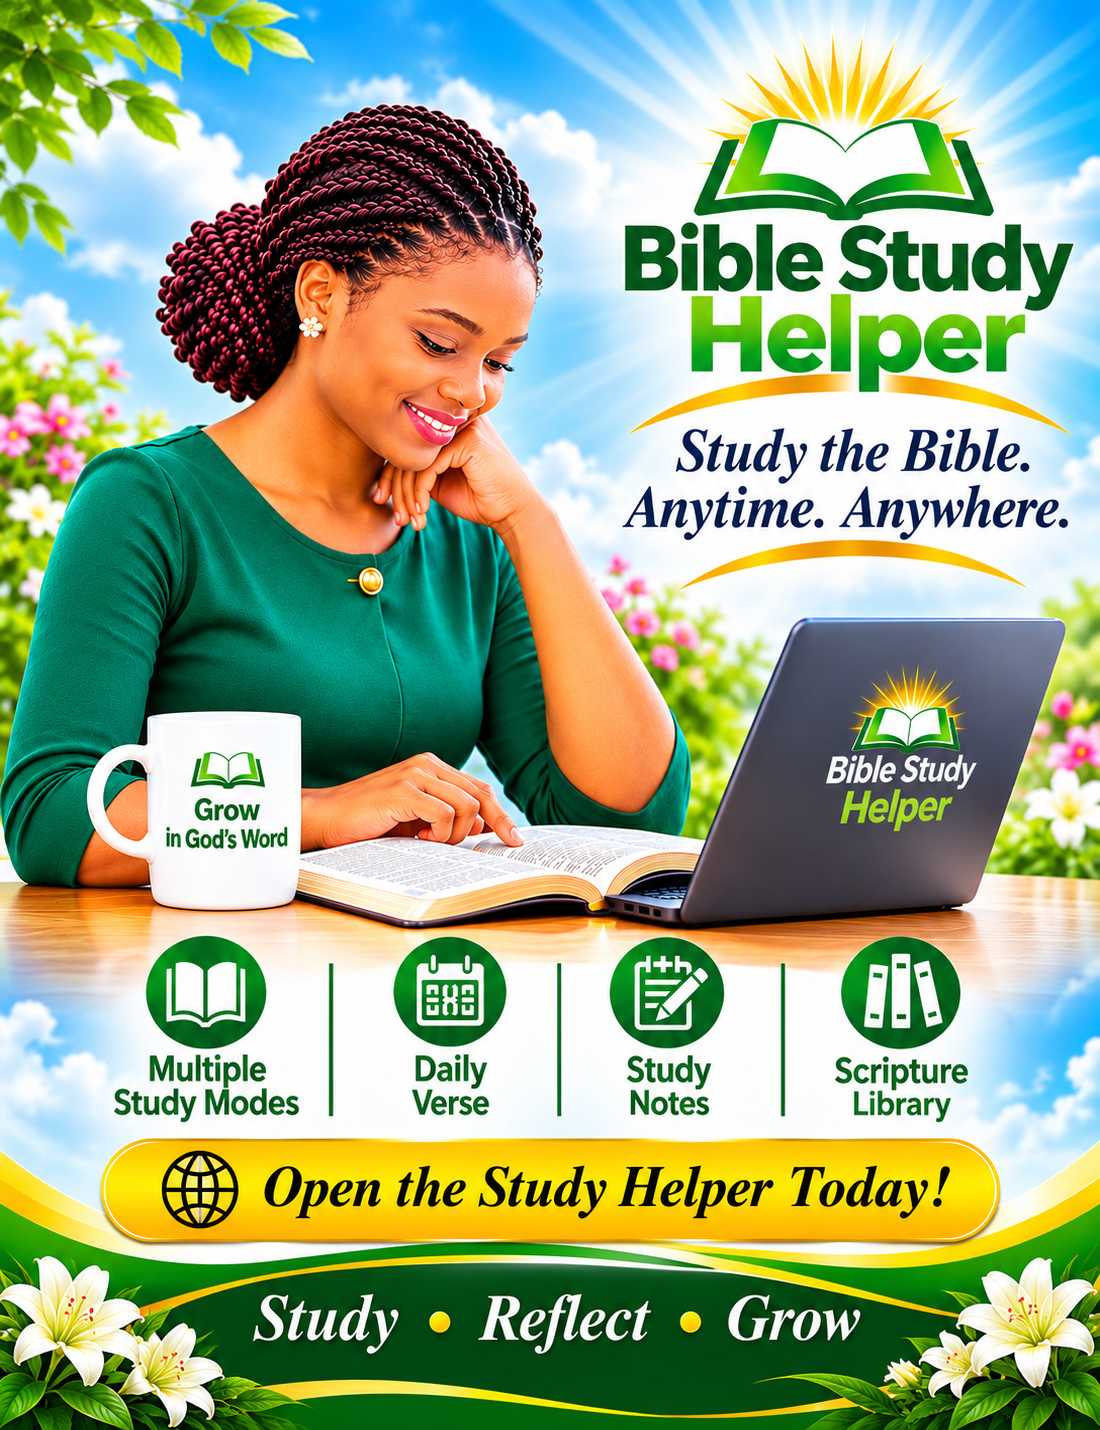 Bible Study
Helper
Study the Bible.
Anytime. Anywhere.
Bible Study
Helper
Grow
in God's Word
Multiple
Study Modes
Daily
Verse
Study
Notes
Scripture
Library
Open the Study Helper Today!
Study • Reflect • Grow